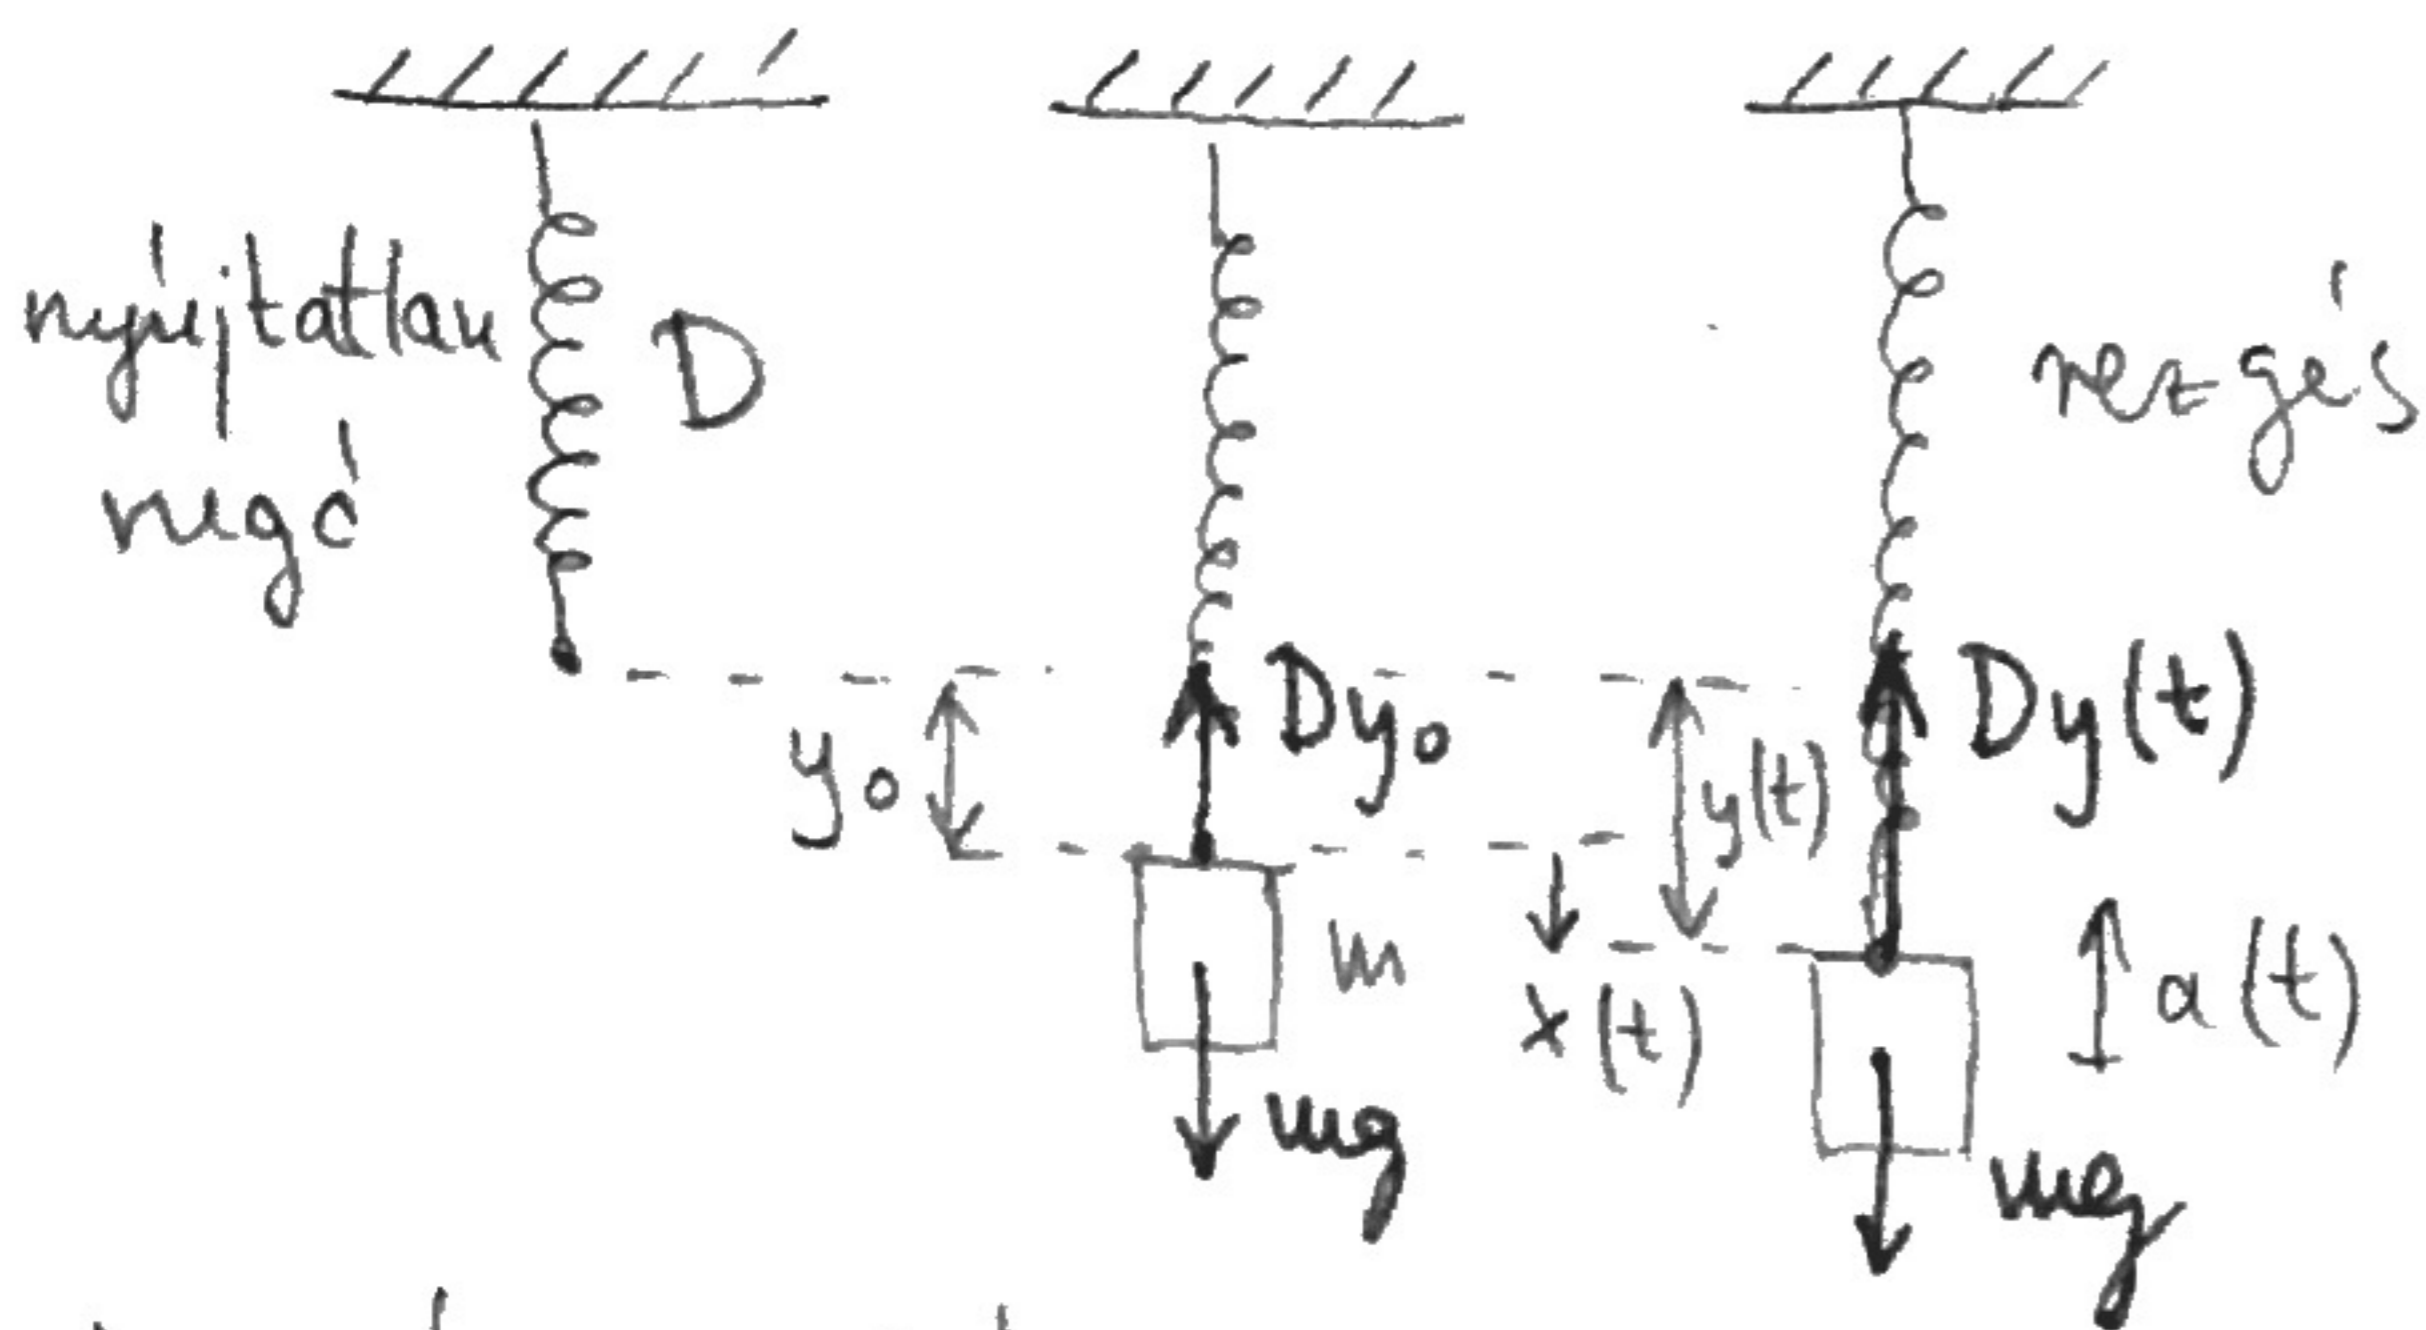 nyújtatlan
rugó
D
rezgés
y₀
Dy₀
m
mg
y(t)
x(t)
Dy(t)
a(t)
mg